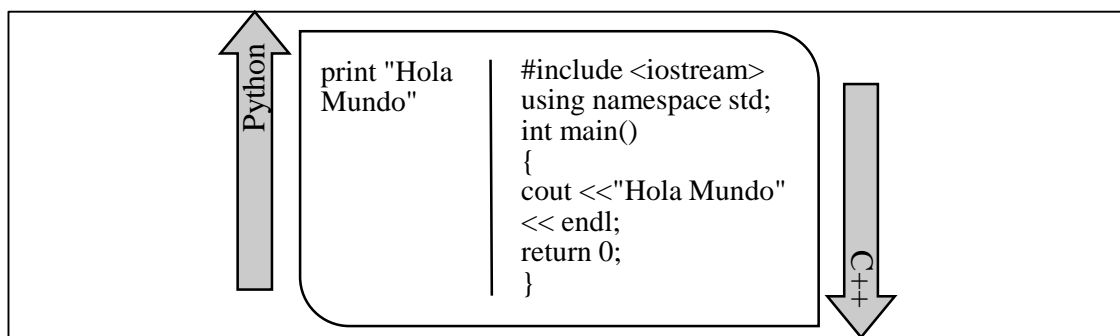 Python
print "Hola
Mundo"
#include <iostream>
using namespace std;
int main()
{
cout <<"Hola Mundo"
<< endl;
return 0;
}
C++